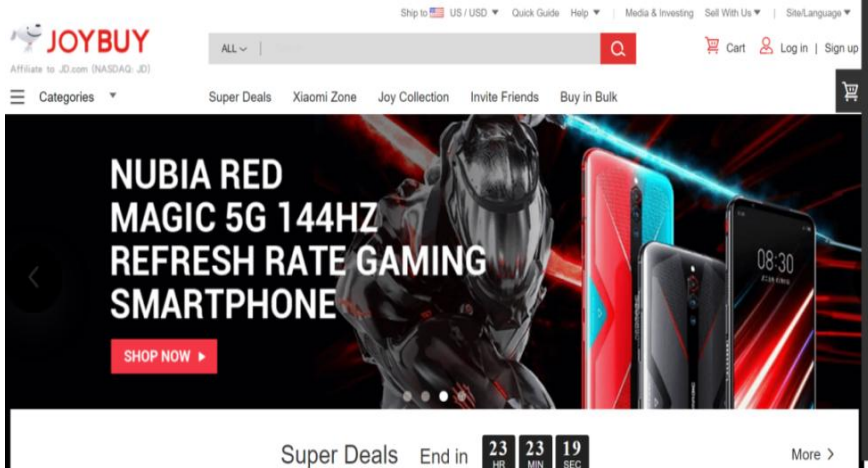 Ship to US / USD Quick Guide Help Media & Investing Sell With Us Site/Language
JOYBUY
Affiliate to JD.com (NASDAQ: JD)
ALL
Cart Log in | Sign up
Categories Super Deals Xiaomi Zone Joy Collection Invite Friends Buy in Bulk
NUBIA RED
MAGIC 5G 144HZ
REFRESH RATE GAMING
SMARTPHONE
08:30
SHOP NOW
Super Deals End in 23 HR 23 MIN 19 SEC More